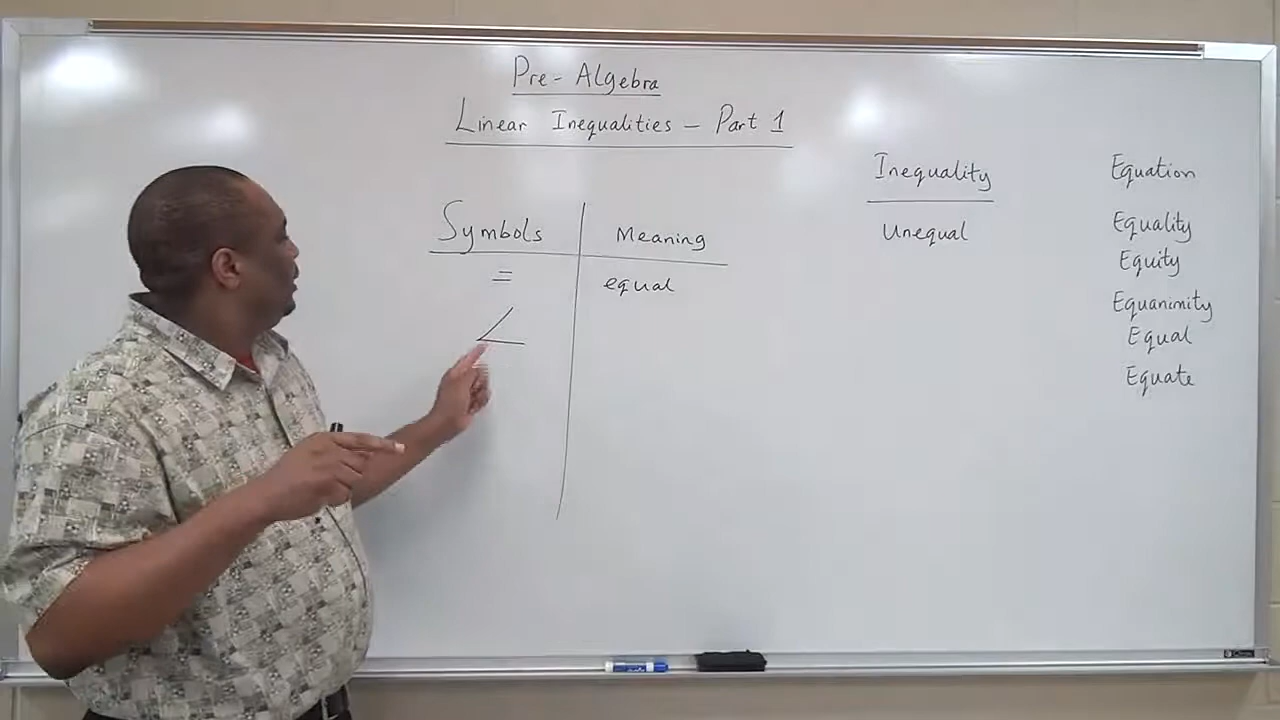 Pre-Algebra
Linear Inequalities – Part 1
Symbols Meaning
= equal
<
Inequality
Unequal
Equation
Equality
Equity
Equanimity
Equal
Equate